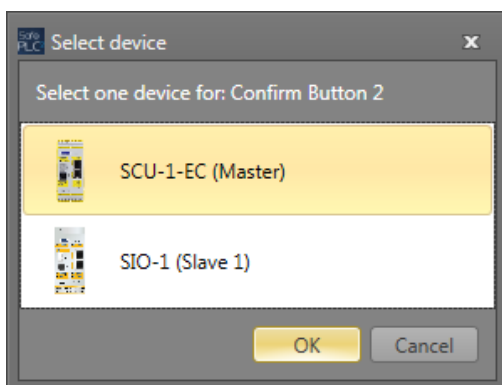 Safe
PLC
Select device
x
Select one device for: Confirm Button 2
SCU-1-EC (Master)
SIO-1 (Slave 1)
OK
Cancel